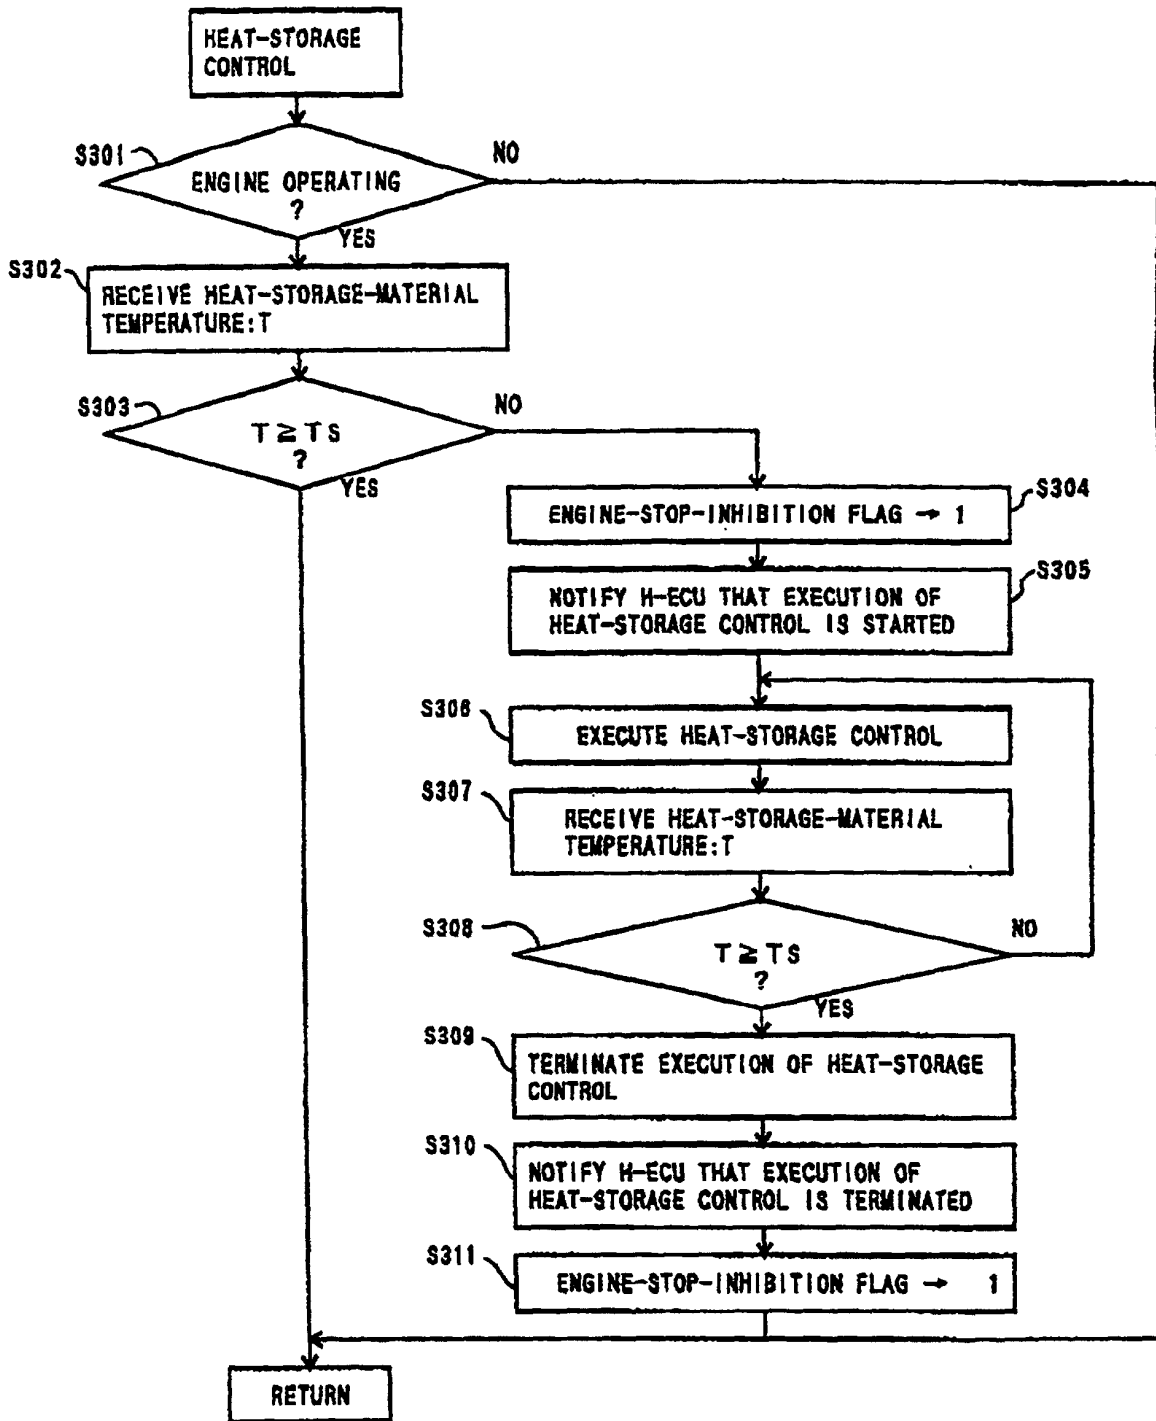 HEAT-STORAGE
CONTROL
S301
NO
ENGINE OPERATING
?
YES
S302
RECEIVE HEAT-STORAGE-MATERIAL
TEMPERATURE:T
S303
NO
T ≧ TS
?
YES
S304
ENGINE-STOP-INHIBITION FLAG → 1
S305
NOTIFY H-ECU THAT EXECUTION OF
HEAT-STORAGE CONTROL IS STARTED
S306
EXECUTE HEAT-STORAGE CONTROL
S307
RECEIVE HEAT-STORAGE-MATERIAL
TEMPERATURE:T
S308
NO
T ≧ TS
?
YES
S309
TERMINATE EXECUTION OF HEAT-STORAGE
CONTROL
S310
NOTIFY H-ECU THAT EXECUTION OF
HEAT-STORAGE CONTROL IS TERMINATED
S311
ENGINE-STOP-INHIBITION FLAG → 1
RETURN